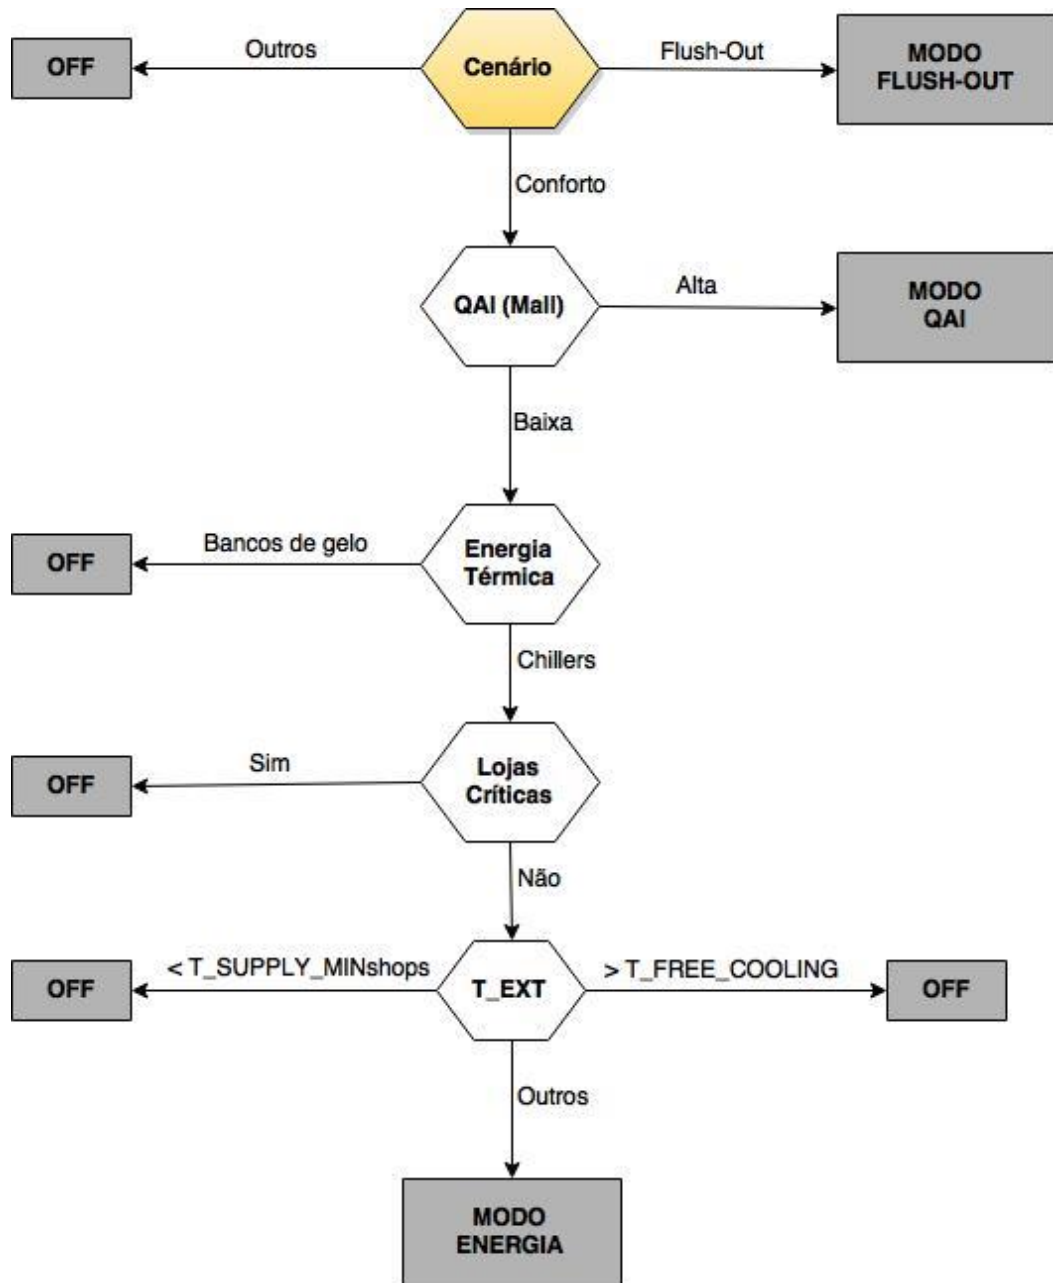 OFF
Outros
Cenário
Flush-Out
MODO
FLUSH-OUT
Conforto
QAI (Mall)
Alta
MODO
QAI
Baixa
OFF
Bancos de gelo
Energia
Térmica
Chillers
OFF
Sim
Lojas
Críticas
Não
OFF
< T_SUPPLY_MINshops
T_EXT
> T_FREE_COOLING
OFF
Outros
MODO
ENERGIA